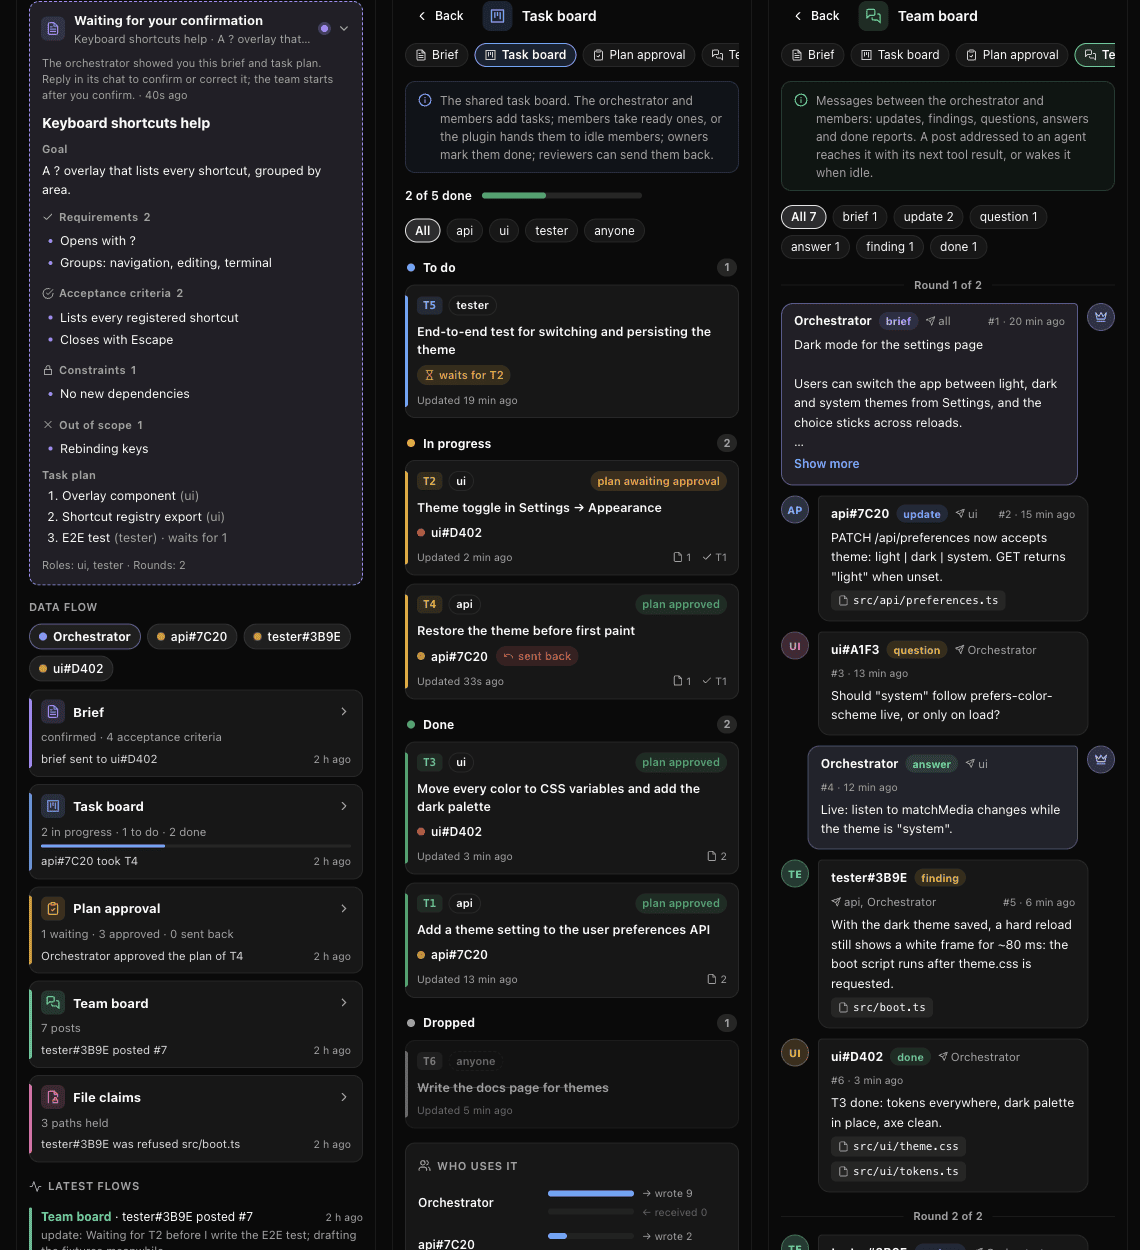 Waiting for your confirmation
Keyboard shortcuts help · A ? overlay that...
The orchestrator showed you this brief and task plan.
Reply in its chat to confirm or correct it; the team starts
after you confirm. · 40s ago
Keyboard shortcuts help
Goal
A ? overlay that lists every shortcut, grouped by
area.
Requirements 2
• Opens with ?
• Groups: navigation, editing, terminal
Acceptance criteria 2
• Lists every registered shortcut
• Closes with Escape
Constraints 1
• No new dependencies
Out of scope 1
• Rebinding keys
Task plan
1. Overlay component (ui)
2. Shortcut registry export (ui)
3. E2E test (tester) · waits for 1
Roles: ui, tester · Rounds: 2
DATA FLOW
Orchestrator
api#7C20
tester#3B9E
ui#D402
Brief
confirmed · 4 acceptance criteria
brief sent to ui#D402 2 h ago
Task board
2 in progress · 1 to do · 2 done
api#7C20 took T4 2 h ago
Plan approval
1 waiting · 3 approved · 0 sent back
Orchestrator approved the plan of T4 2 h ago
Team board
7 posts
tester#3B9E posted #7 2 h ago
File claims
3 paths held
tester#3B9E was refused src/boot.ts 2 h ago
LATEST FLOWS
Team board · tester#3B9E posted #7 2 h ago
update: Waiting for T2 before I write the E2E test; drafting
Back
Task board
Brief
Task board
Plan approval
Te
The shared task board. The orchestrator and
members add tasks; members take ready ones, or
the plugin hands them to idle members; owners
mark them done; reviewers can send them back.
2 of 5 done
All
api
ui
tester
anyone
To do 1
T5 tester
End-to-end test for switching and persisting the
theme
waits for T2
Updated 19 min ago
In progress 2
T2 ui plan awaiting approval
Theme toggle in Settings → Appearance
ui#D402
Updated 2 min ago 1 ✓ T1
T4 api plan approved
Restore the theme before first paint
api#7C20 sent back
Updated 33s ago 1 ✓ T1
Done 2
T3 ui plan approved
Move every color to CSS variables and add the
dark palette
ui#D402
Updated 3 min ago 2
T1 api plan approved
Add a theme setting to the user preferences API
api#7C20
Updated 13 min ago 2
Dropped 1
T6 anyone
Write the docs page for themes
Updated 5 min ago
WHO USES IT
Orchestrator
→ wrote 9
← received 0
api#7C20
→ wrote 2
Back
Team board
Brief
Task board
Plan approval
Te
Messages between the orchestrator and
members: updates, findings, questions, answers
and done reports. A post addressed to an agent
reaches it with its next tool result, or wakes it
when idle.
All 7
brief 1
update 2
question 1
answer 1
finding 1
done 1
Round 1 of 2
Orchestrator brief all #1 · 20 min ago
Dark mode for the settings page
Users can switch the app between light, dark
and system themes from Settings, and the
choice sticks across reloads.
...
Show more
AP
api#7C20 update ui #2 · 15 min ago
PATCH /api/preferences now accepts
theme: light | dark | system. GET returns
"light" when unset.
src/api/preferences.ts
UI
ui#A1F3 question Orchestrator
#3 · 13 min ago
Should "system" follow prefers-color-
scheme live, or only on load?
Orchestrator answer ui
#4 · 12 min ago
Live: listen to matchMedia changes while
the theme is "system".
TE
tester#3B9E finding
api, Orchestrator #5 · 6 min ago
With the dark theme saved, a hard reload
still shows a white frame for ~80 ms: the
boot script runs after theme.css is
requested.
src/boot.ts
UI
ui#D402 done Orchestrator
#6 · 3 min ago
T3 done: tokens everywhere, dark palette
in place, axe clean.
src/ui/theme.css
src/ui/tokens.ts
Round 2 of 2